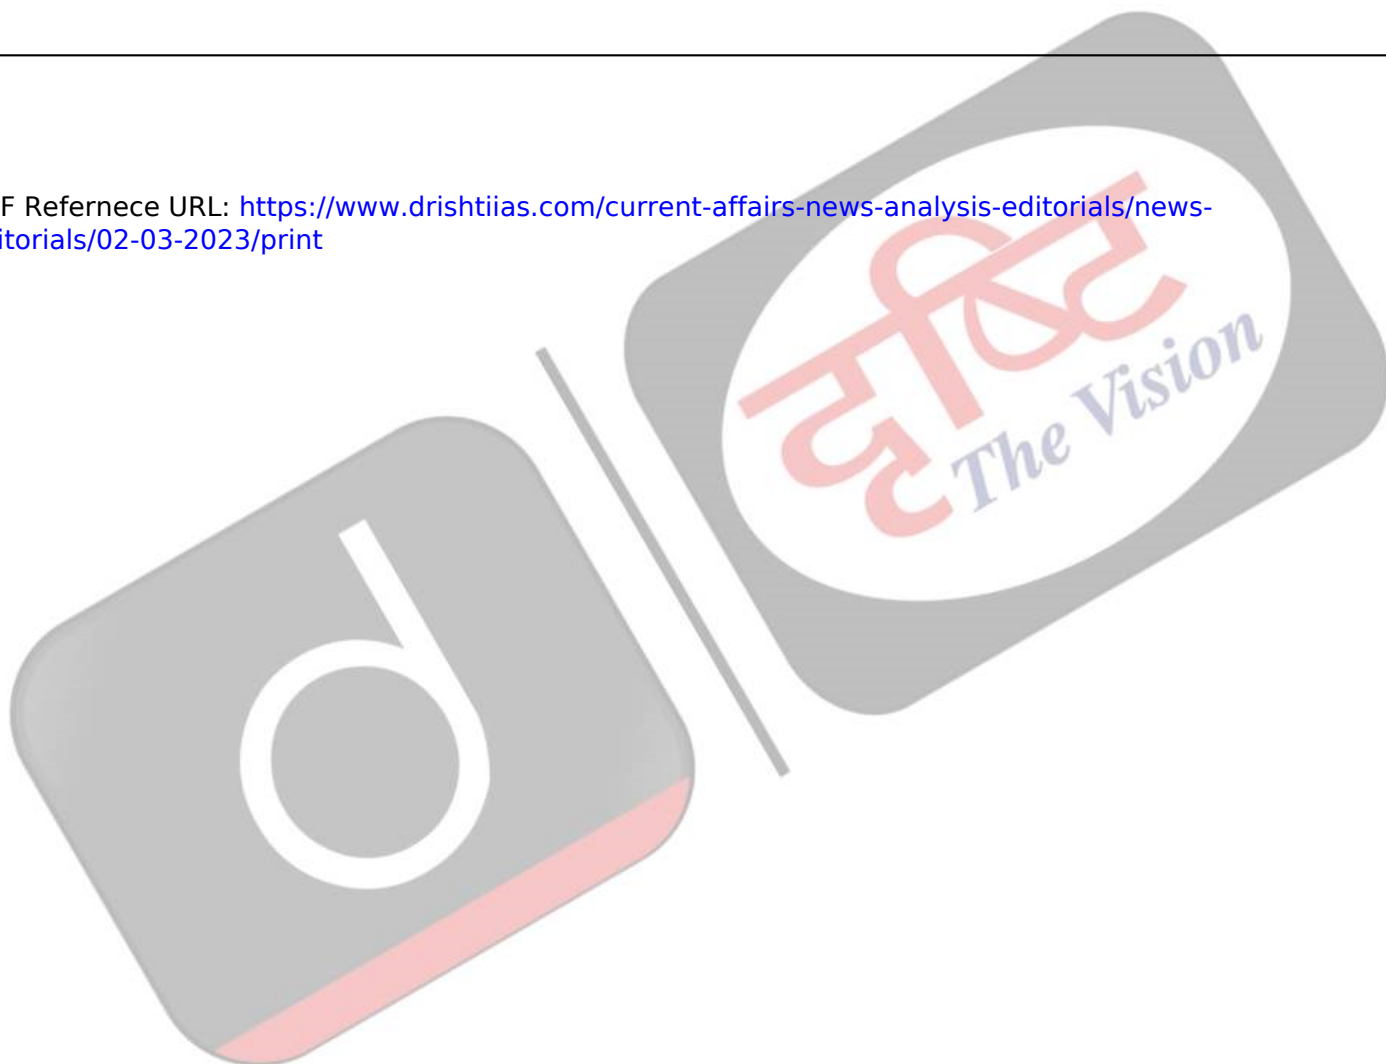 F Refernece URL: https://www.drishtiias.com/current-affairs-news-analysis-editorials/news-
itorials/02-03-2023/print
दृष्टि
The Vision
d